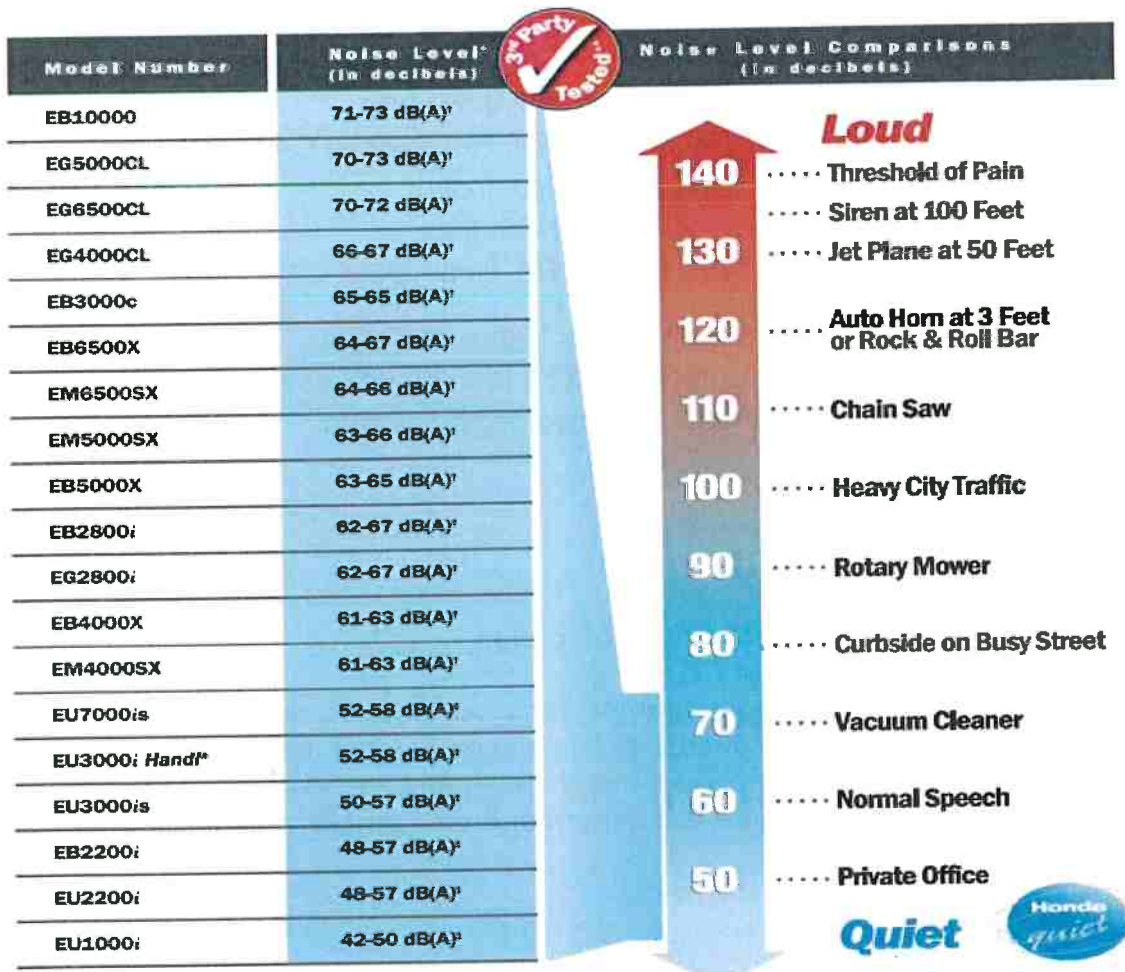 3rd Party
Tested**
Model Number
Noise Level*
(in decibels)
Noise Level Comparisons
(in decibels)
EB10000 71-73 dB(A)†
EG5000CL 70-73 dB(A)†
EG6500CL 70-72 dB(A)†
EG4000CL 66-67 dB(A)†
EB3000c 65-65 dB(A)†
EB6500X 64-67 dB(A)†
EM6500SX 64-66 dB(A)†
EM5000SX 63-66 dB(A)†
EB5000X 63-65 dB(A)†
EB2800i 62-67 dB(A)†
EG2800i 62-67 dB(A)†
EB4000X 61-63 dB(A)†
EM4000SX 61-63 dB(A)†
EU7000is 52-58 dB(A)‡
EU3000i Handi 52-58 dB(A)‡
EU3000is 50-57 dB(A)‡
EB2200i 48-57 dB(A)‡
EU2200i 48-57 dB(A)‡
EU1000i 42-50 dB(A)‡
Loud
140 ····· Threshold of Pain
····· Siren at 100 Feet
130 ····· Jet Plane at 50 Feet
120 ····· Auto Horn at 3 Feet
or Rock & Roll Bar
110 ····· Chain Saw
100 ····· Heavy City Traffic
90 ····· Rotary Mower
80 ····· Curbside on Busy Street
70 ····· Vacuum Cleaner
60 ····· Normal Speech
50 ····· Private Office
Quiet
Honda
quiet